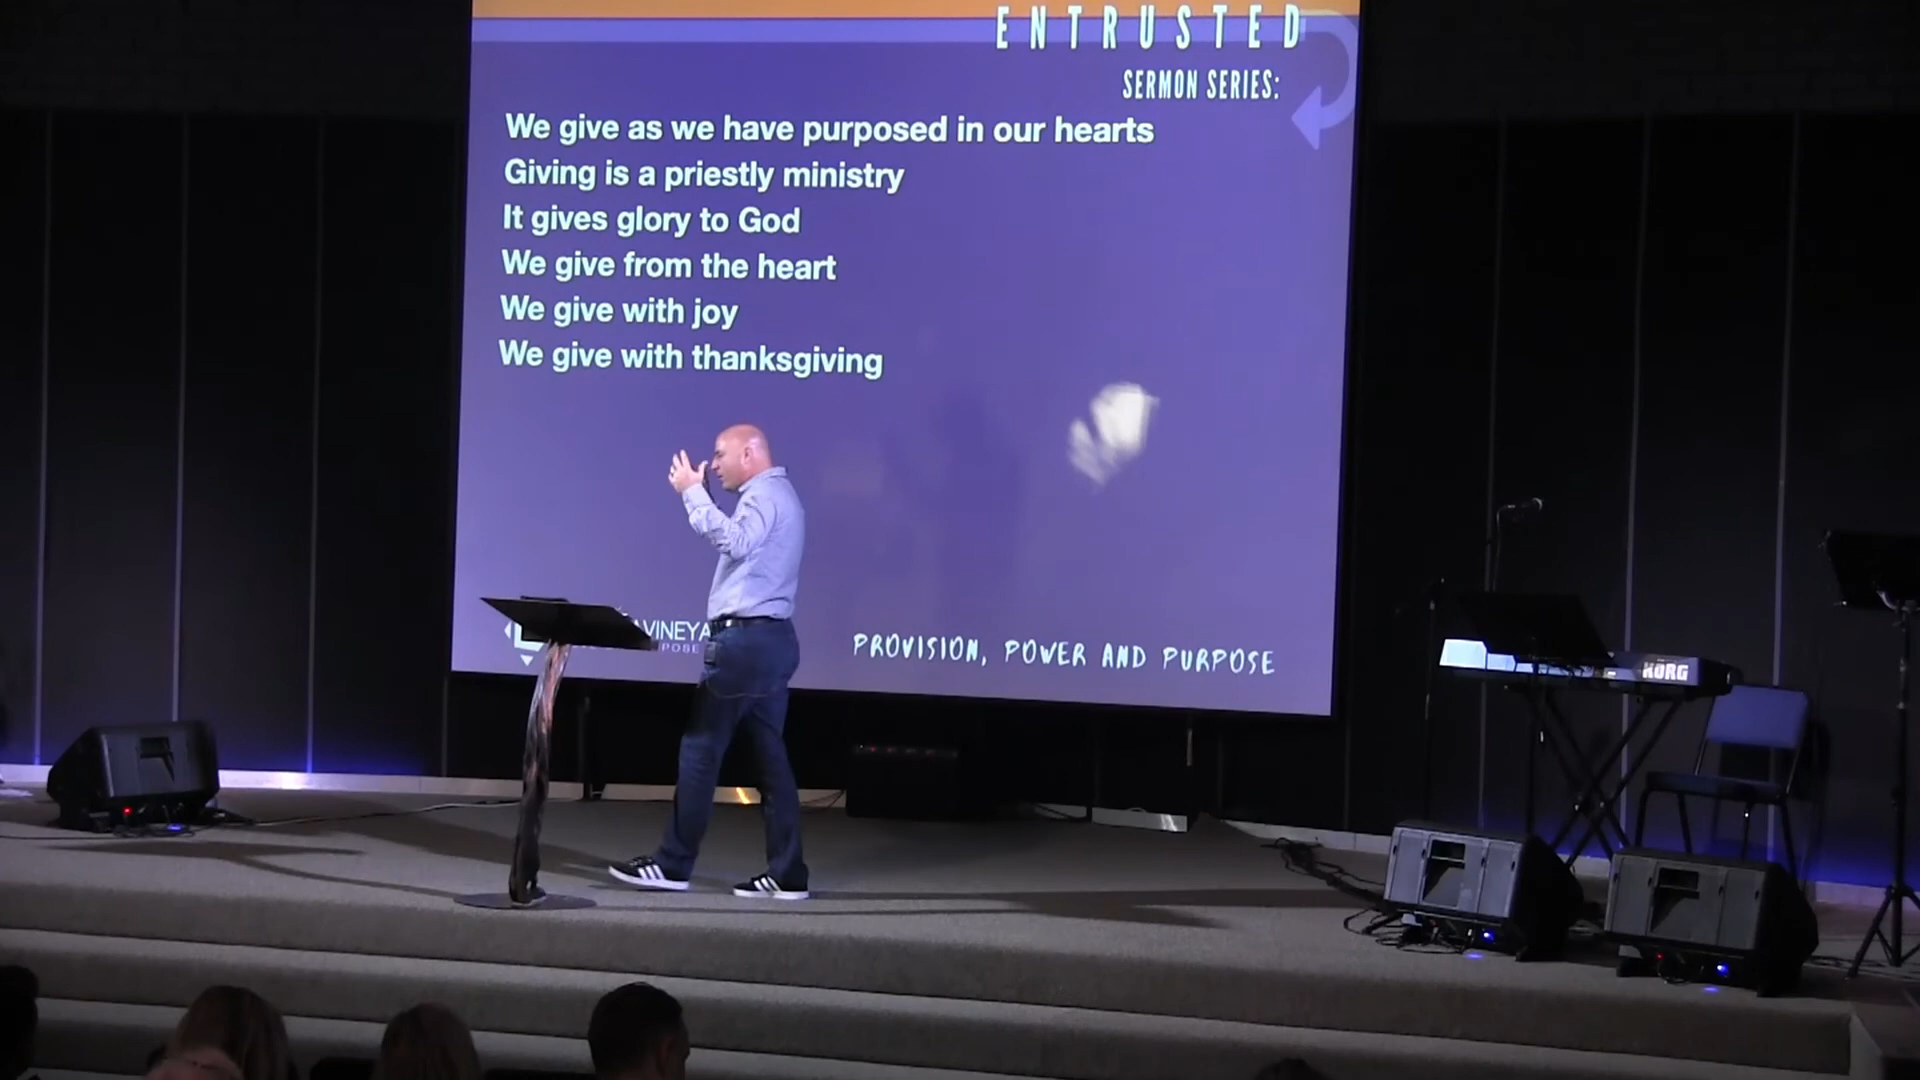 ENTRUSTED
SERMON SERIES:
We give as we have purposed in our hearts
Giving is a priestly ministry
It gives glory to God
We give from the heart
We give with joy
We give with thanksgiving
PROVISION, POWER AND PURPOSE
KORG